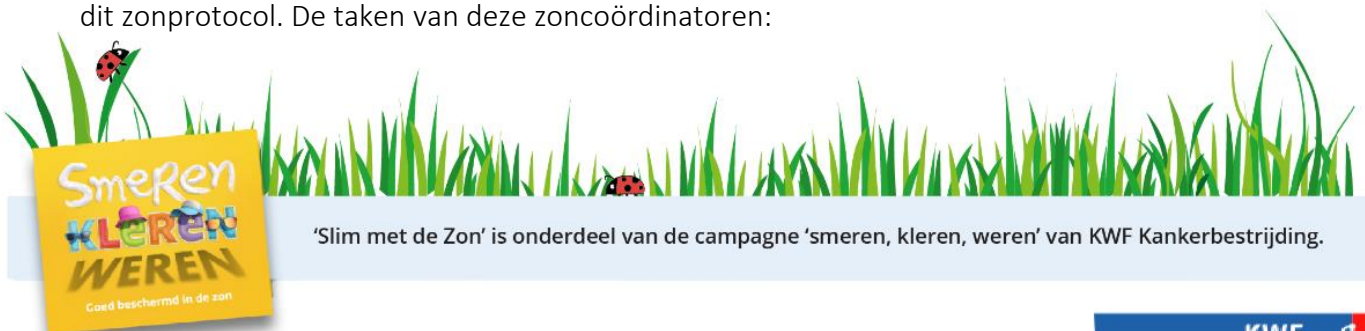 dit zonprotocol. De taken van deze zoncoördinatoren:
Smeren
KLEREN
WEREN
Goed beschermd in de zon
'Slim met de Zon' is onderdeel van de campagne 'smeren, kleren, weren' van KWF Kankerbestrijding.
KWF